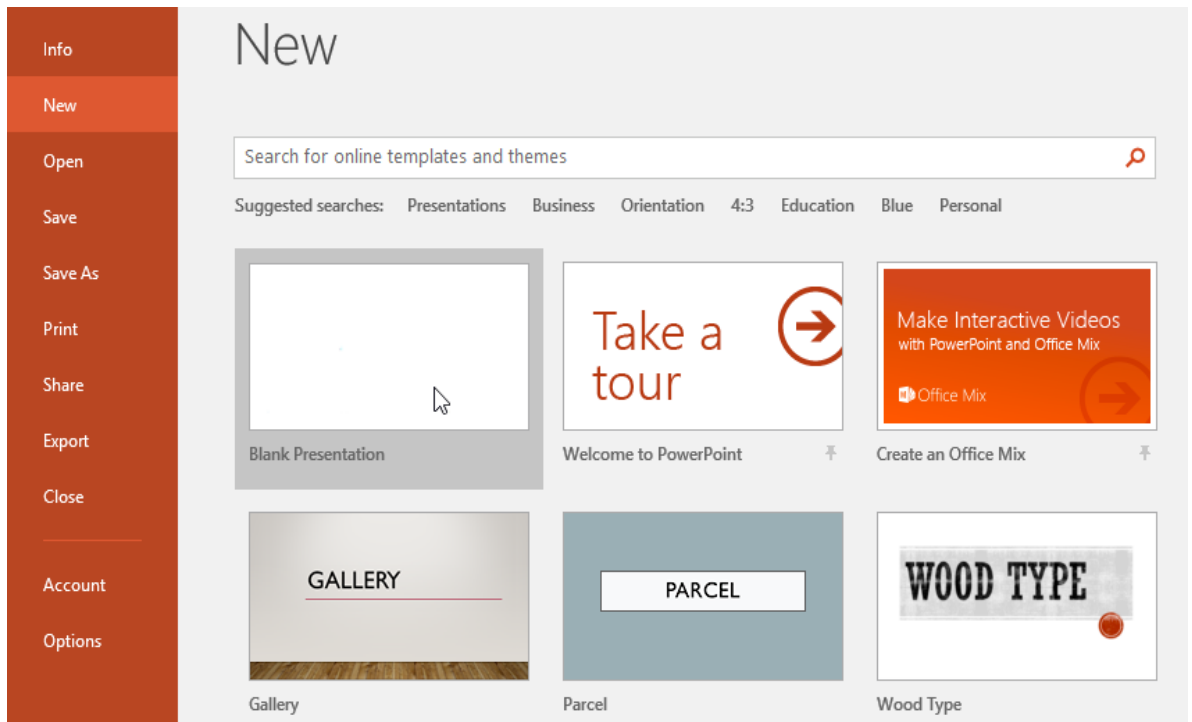 Info
New
Open
Save
Save As
Print
Share
Export
Close
Account
Options
New
Search for online templates and themes
Suggested searches: Presentations Business Orientation 4:3 Education Blue Personal
Blank Presentation
Take a
tour
Welcome to PowerPoint
Make Interactive Videos
with PowerPoint and Office Mix
Office Mix
Create an Office Mix
GALLERY
Gallery
PARCEL
Parcel
WOOD TYPE
Wood Type